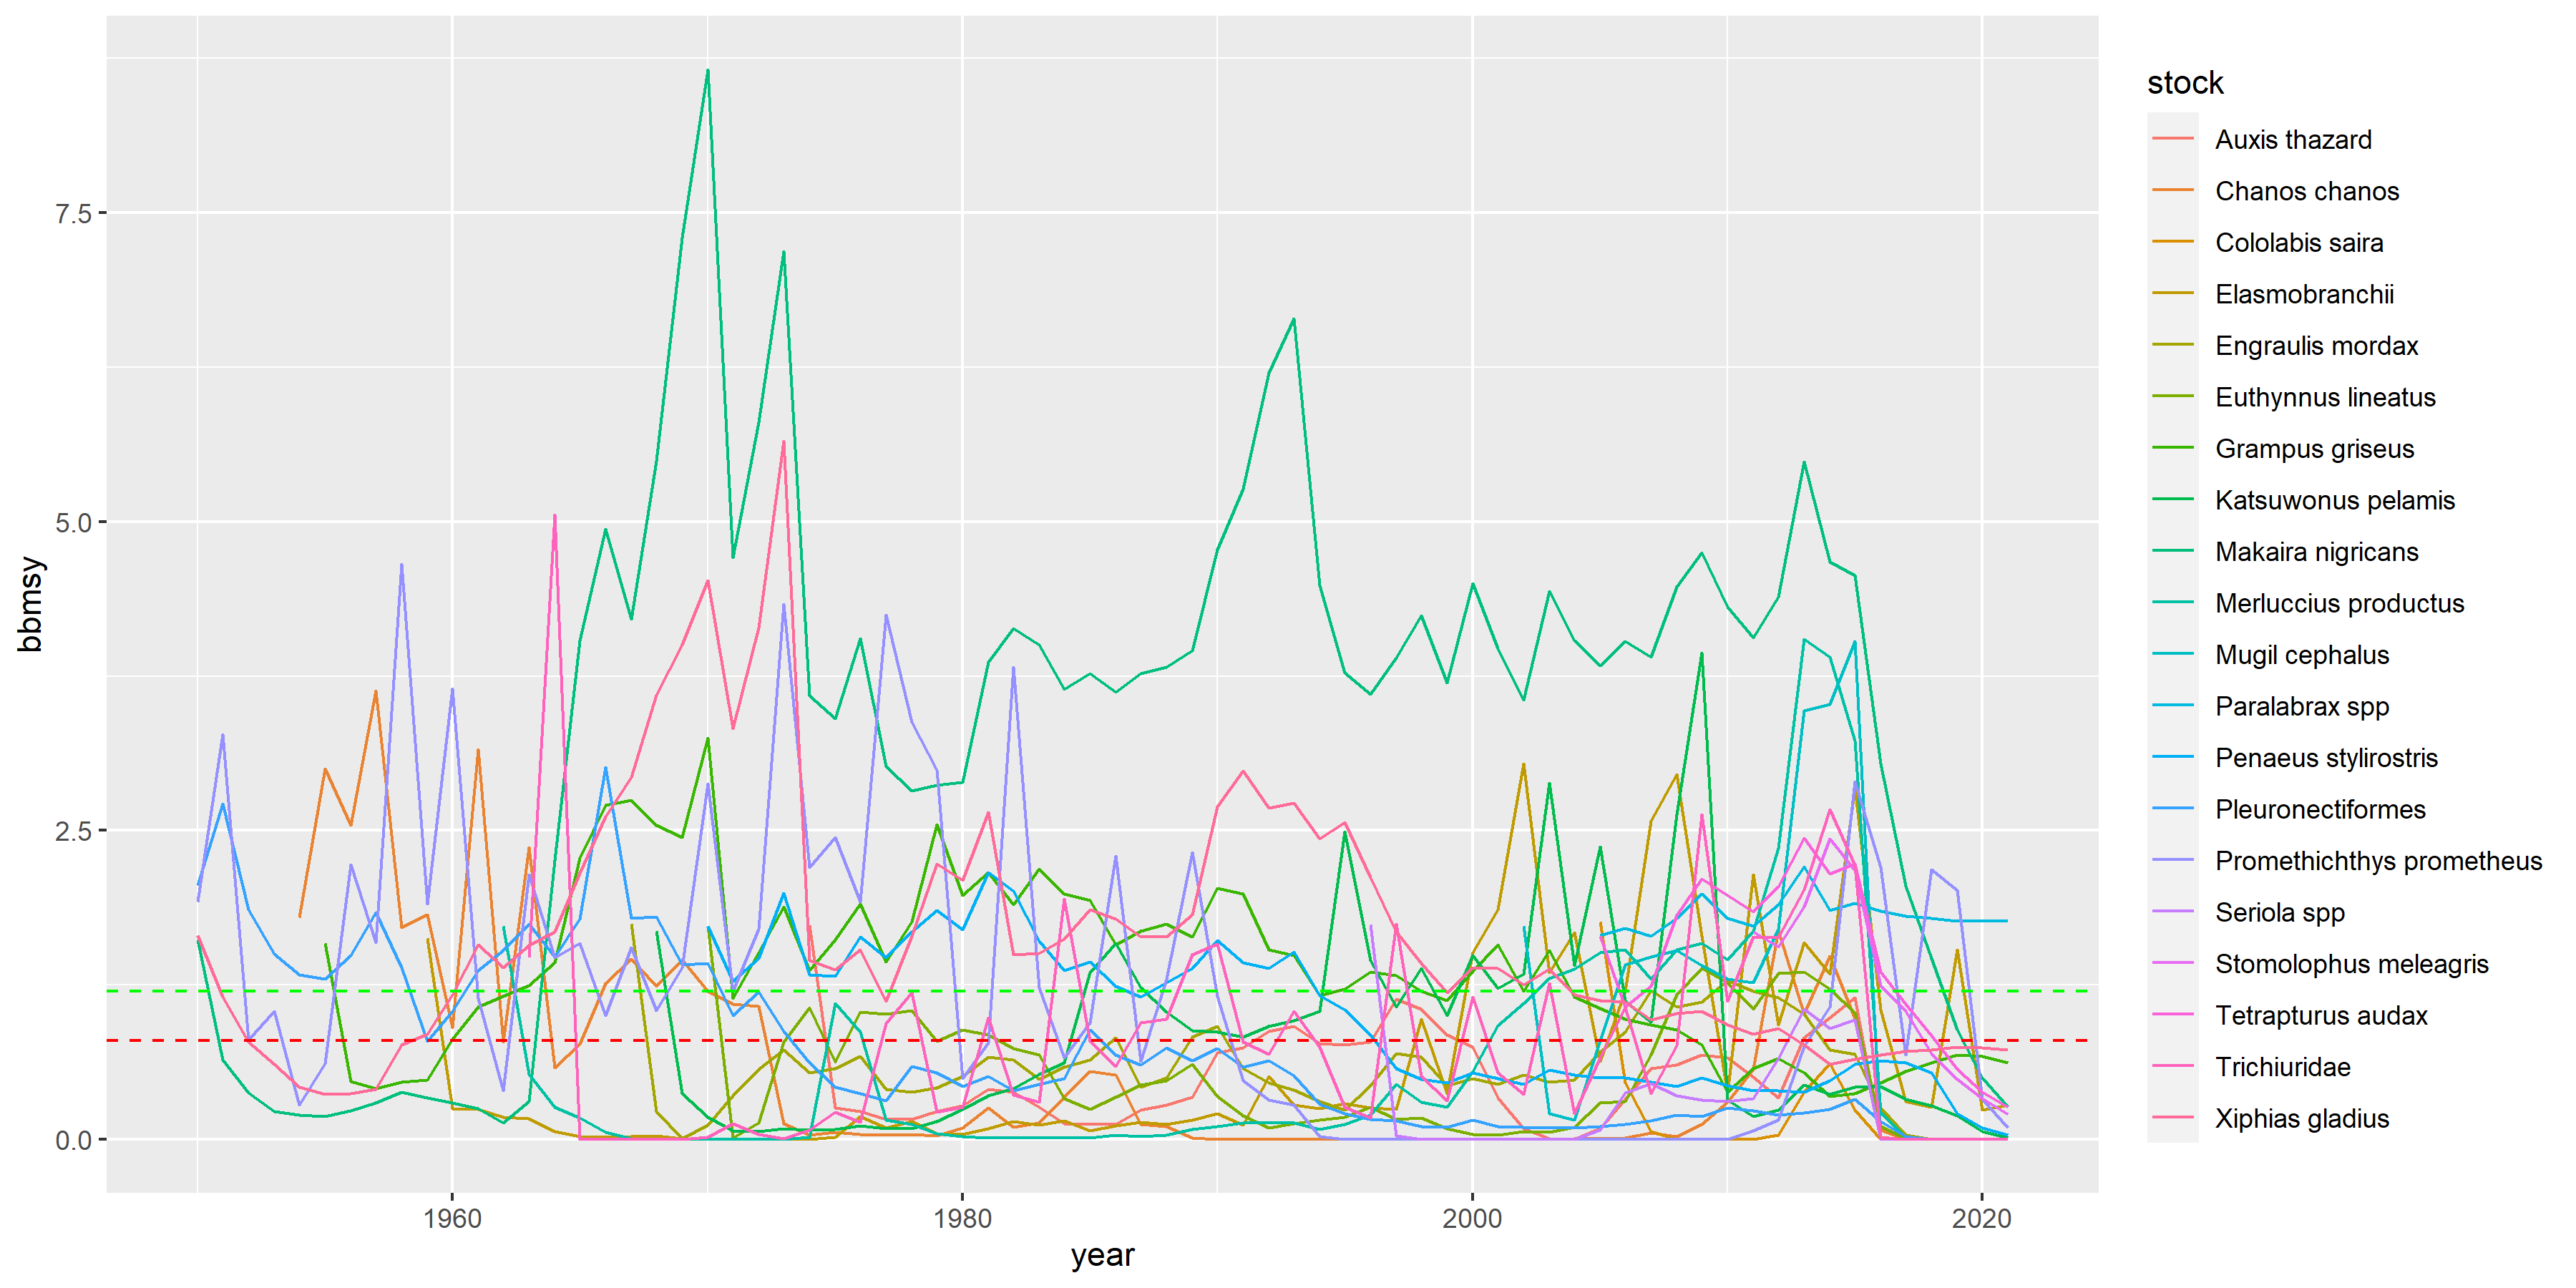 stock
Auxis thazard
Chanos chanos
Cololabis saira
Elasmobranchii
Engraulis mordax
Euthynnus lineatus
Grampus griseus
Katsuwonus pelamis
Makaira nigricans
Merluccius productus
Mugil cephalus
Paralabrax spp
Penaeus stylirostris
Pleuronectiformes
Promethichthys prometheus
Seriola spp
Stomolophus meleagris
Tetrapturus audax
Trichiuridae
Xiphias gladius
7.5
5.0
2.5
0.0
bbmsy
1960 1980 2000 2020
year